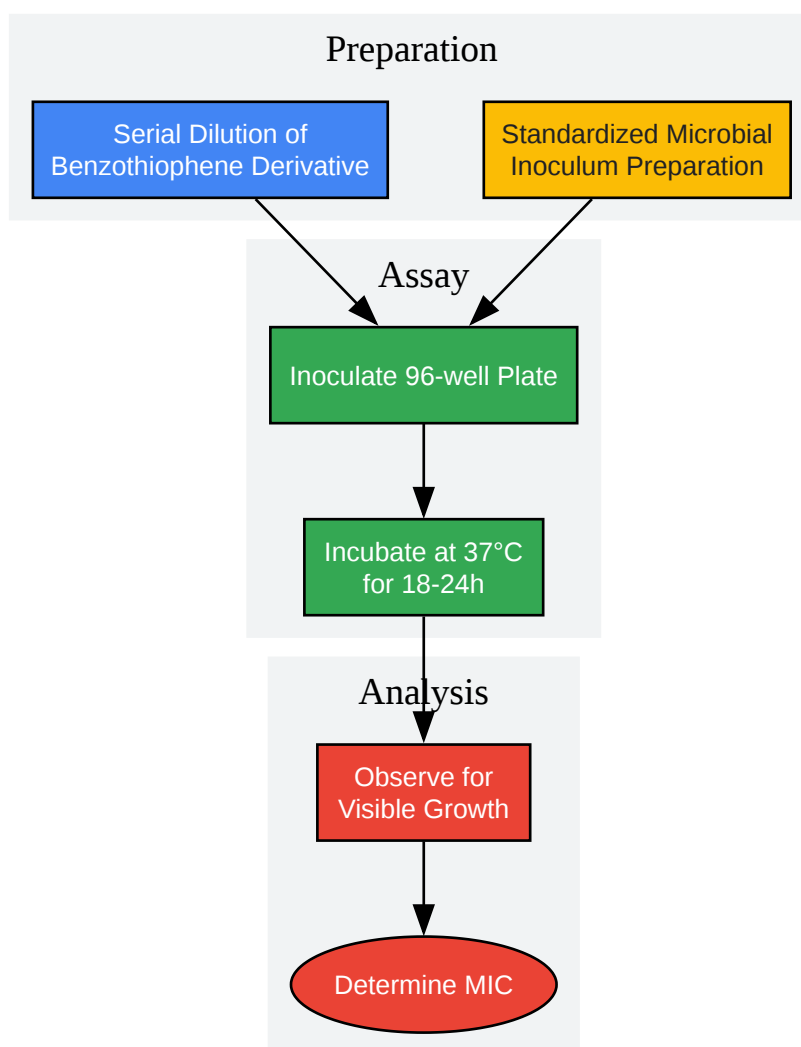 Preparation
Serial Dilution of
Benzothiophene Derivative
Standardized Microbial
Inoculum Preparation
Assay
Inoculate 96-well Plate
Incubate at 37°C
for 18-24h
Analysis
Observe for
Visible Growth
Determine MIC